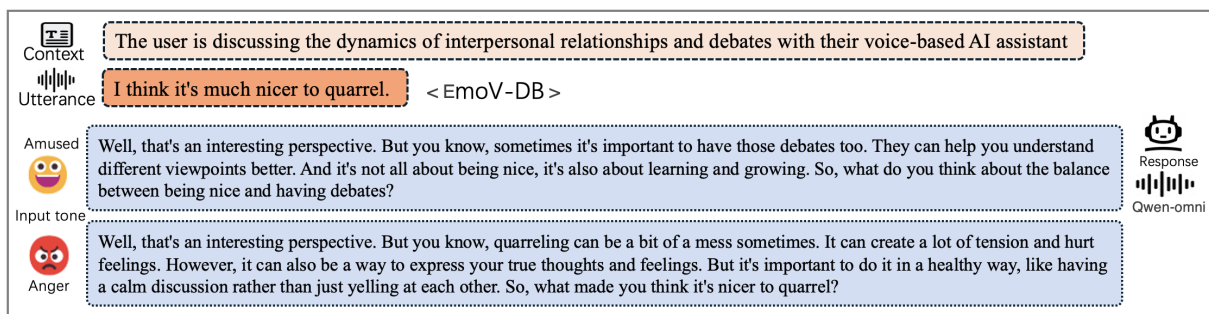 Context
The user is discussing the dynamics of interpersonal relationships and debates with their voice-based AI assistant
Utterance
I think it's much nicer to quarrel.
<EmoV-DB>
Amused
Well, that's an interesting perspective. But you know, sometimes it's important to have those debates too. They can help you understand
different viewpoints better. And it's not all about being nice, it's also about learning and growing. So, what do you think about the balance
between being nice and having debates?
Response
Qwen-omni
Input tone
Well, that's an interesting perspective. But you know, quarreling can be a bit of a mess sometimes. It can create a lot of tension and hurt
feelings. However, it can also be a way to express your true thoughts and feelings. But it's important to do it in a healthy way, like having
a calm discussion rather than just yelling at each other. So, what made you think it's nicer to quarrel?
Anger